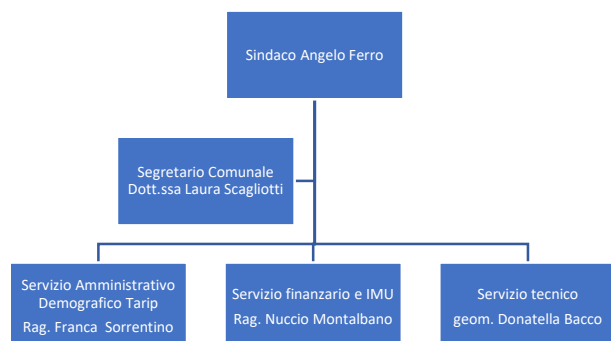 Sindaco Angelo Ferro
Segretario Comunale
Dott.ssa Laura Scagliotti
Servizio Amministrativo
Demografico Tarip
Rag. Franca Sorrentino
Servizio finanzario e IMU
Rag. Nuccio Montalbano
Servizio tecnico
geom. Donatella Bacco